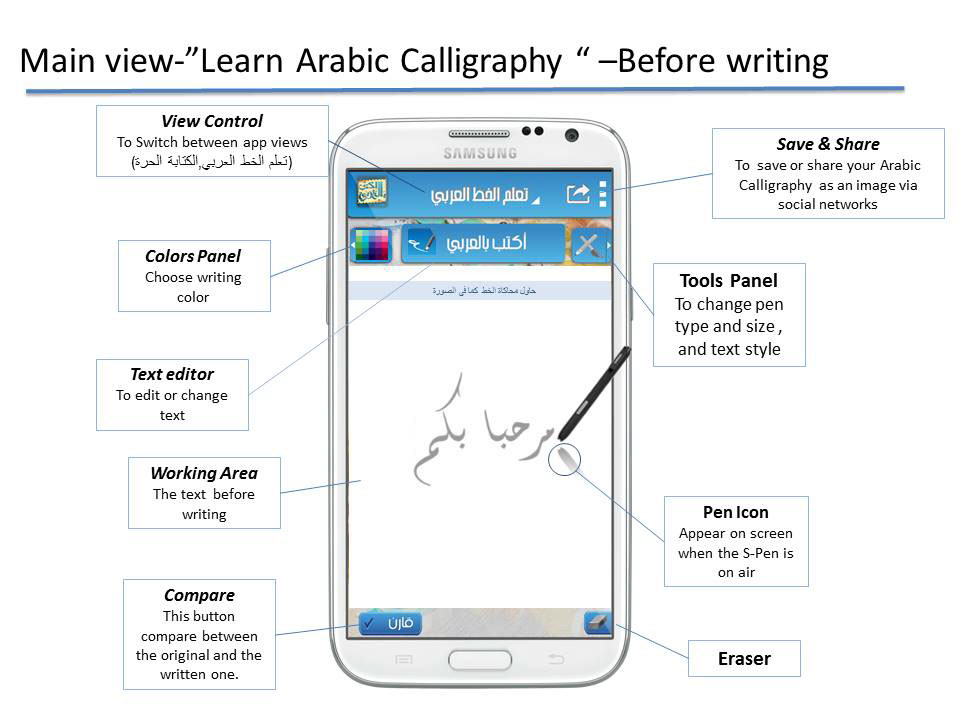 Main view-”Learn Arabic Calligraphy “ –Before writing
View Control
To Switch between app views
(تعلم الخط العربي,الكتابة الحرة)
Save & Share
To save or share your Arabic
Calligraphy as an image via
social networks
SAMSUNG
تعلم الخط العربي
Colors Panel
Choose writing
color
أكتب بالعربي
Tools Panel
To change pen
type and size ,
and text style
حاول محاكاة الخط كما في الصورة
Text editor
To edit or change
text
مرحبا بكم
Working Area
The text before
writing
Pen Icon
Appear on screen
when the S-Pen is
on air
Compare
This button
compare between
the original and the
written one.
قارن
Eraser